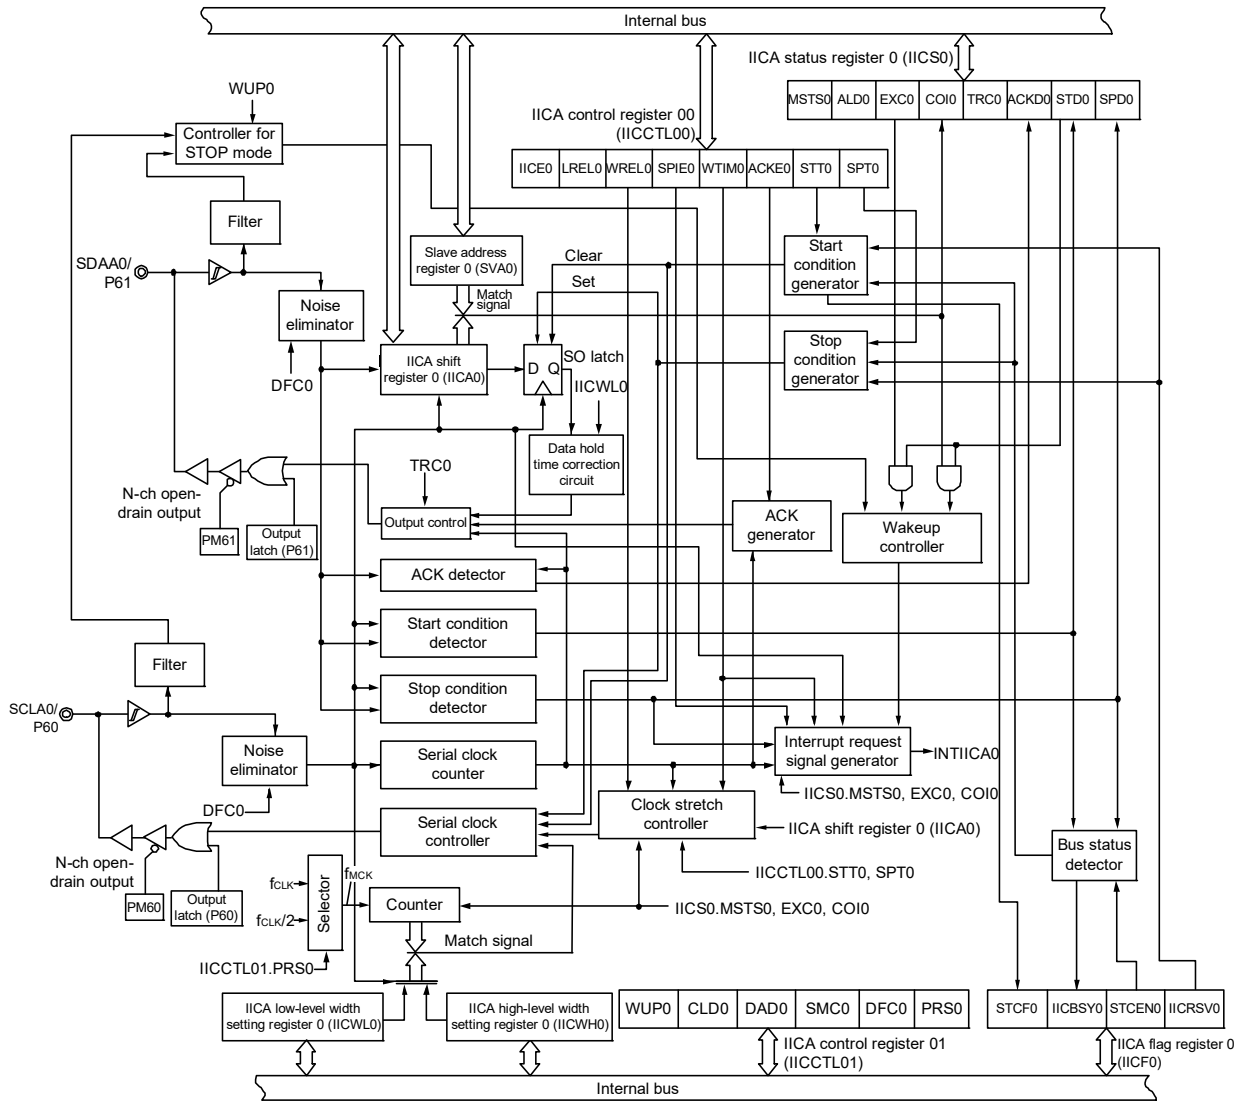 Internal bus
IICA status register 0 (IICS0)
MSTS0 ALD0 EXC0 COI0 TRC0 ACKD0 STD0 SPD0
WUP0
IICA control register 00
(IICCTL00)
Controller for
STOP mode
IICE0 LREL0 WREL0 SPIE0 WTIM0 ACKE0 STT0 SPT0
Filter
SDAA0/
P61
Slave address
register 0 (SVA0)
Clear
Start
condition
generator
Set
Match
signal
Noise
eliminator
DFC0
IICA shift
register 0 (IICA0)
D Q
SO latch
IICWL0
Stop
condition
generator
Data hold
time correction
circuit
TRC0
N-ch open-
drain output
PM61
Output
latch (P61)
Output control
ACK
generator
Wakeup
controller
ACK detector
Start condition
detector
Filter
Stop condition
detector
SCLA0/
P60
Noise
eliminator
DFC0
Serial clock
counter
Interrupt request
signal generator
INTIICA0
IICS0.MSTS0, EXC0, COI0
Clock stretch
controller
IICA shift register 0 (IICA0)
Serial clock
controller
Bus status
detector
N-ch open-
drain output
PM60
Output
latch (P60)
IICCTL00.STT0, SPT0
fCLK
fCLK/2
Selector
fMCK
Counter
IICS0.MSTS0, EXC0, COI0
Match signal
IICCTL01.PRS0
IICA low-level width
setting register 0 (IICWL0)
IICA high-level width
setting register 0 (IICWH0)
WUP0 CLD0 DAD0 SMC0 DFC0 PRS0
STCF0 IICBSY0 STCEN0 IICRSV0
IICA control register 01
(IICCTL01)
IICA flag register 0
(IICF0)
Internal bus